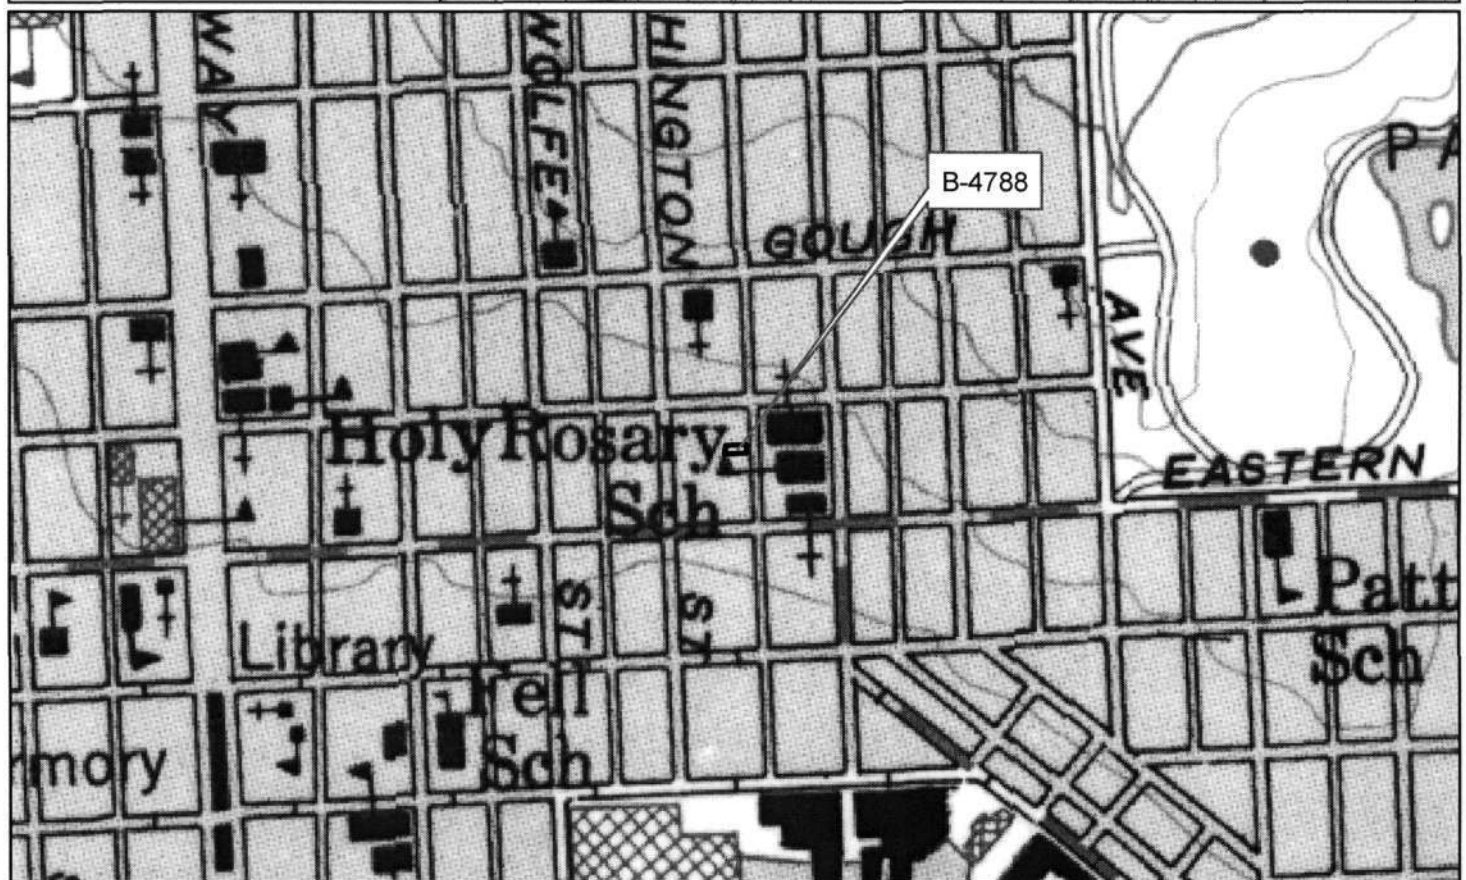 WAY
WOLFE
HINGTON
B-4788
PA
GOUGH
AVE
Holy Rosary
Sch
EASTERN
ST
ST
Patt
Sch
Library
Fell
Sch
rmory